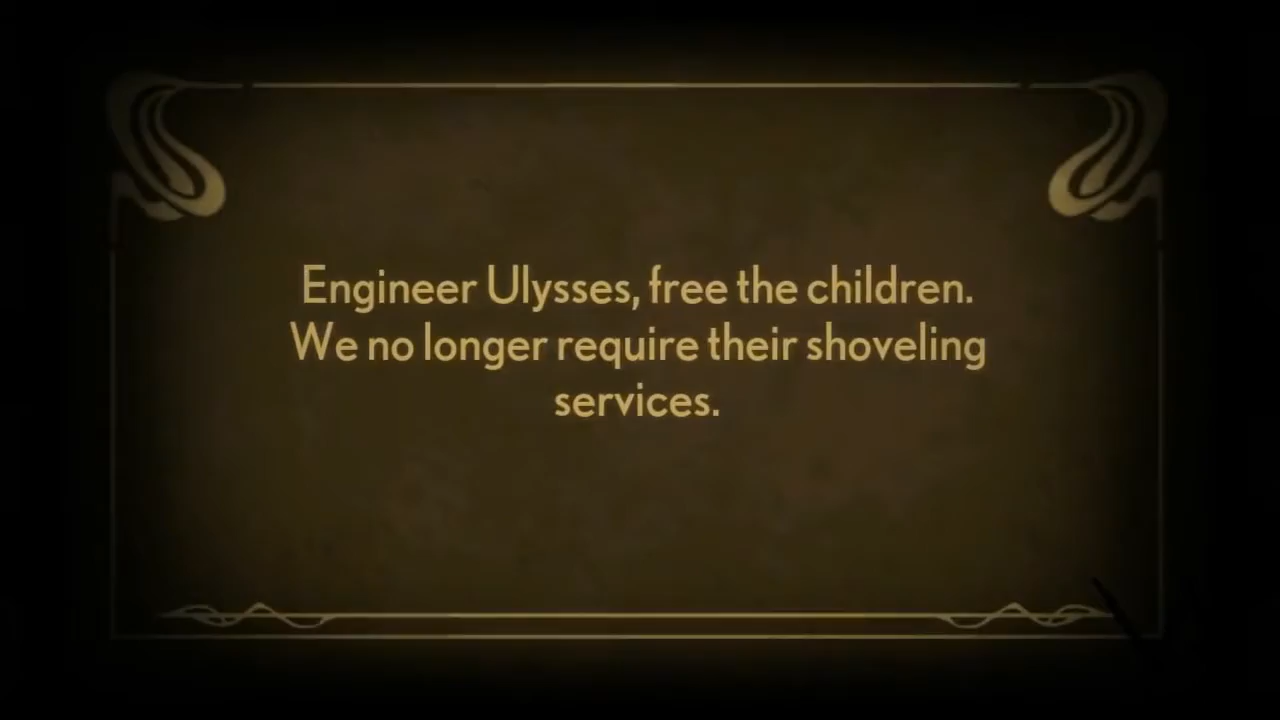 Engineer Ulysses, free the children.
We no longer require their shoveling
services.